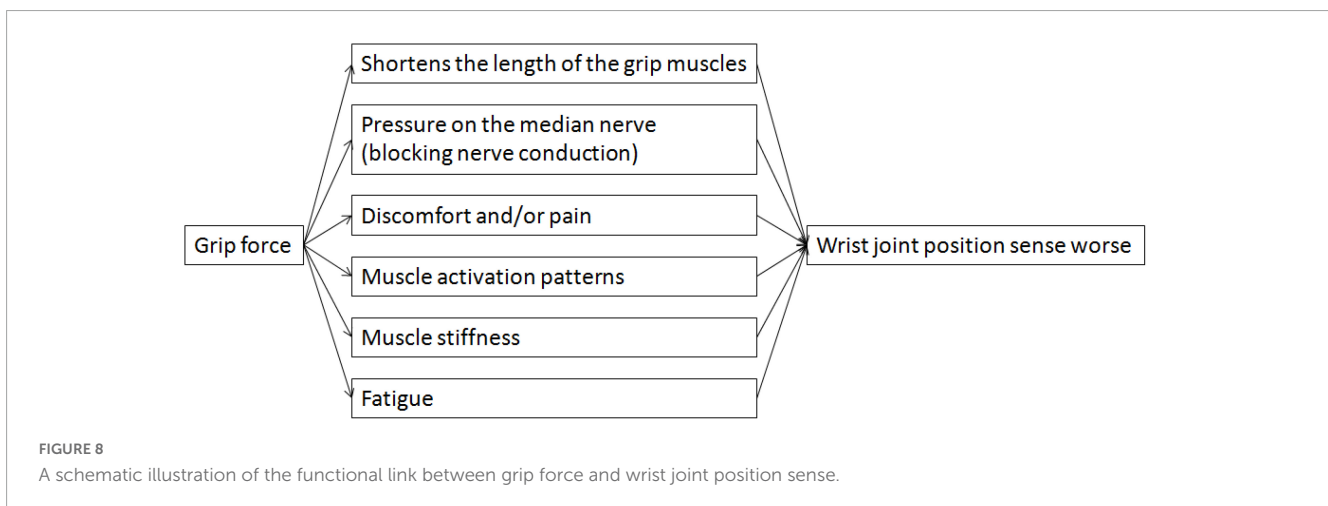 Shortens the length of the grip muscles
Pressure on the median nerve
(blocking nerve conduction)
Discomfort and/or pain
Grip force
Wrist joint position sense worse
Muscle activation patterns
Muscle stiffness
Fatigue
FIGURE 8
A schematic illustration of the functional link between grip force and wrist joint position sense.